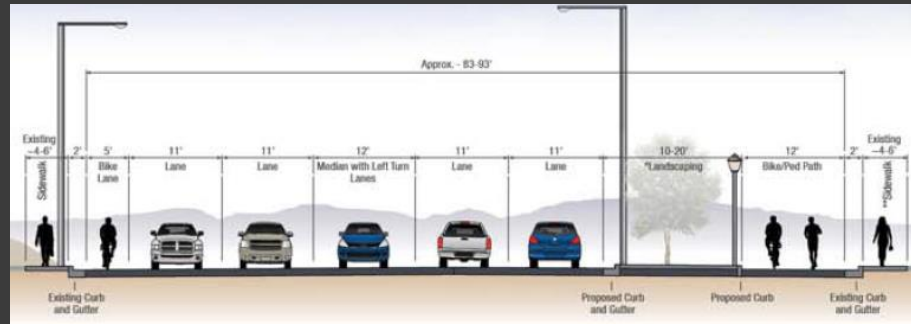 Approx. - 83-93'
Existing
~4-6'
2'
5'
11'
11'
12'
11'
11'
10-20'
12'
2'
Existing
~4-6'
Sidewalk
Bike
Lane
Lane
Lane
Median with Left Turn
Lanes
Lane
Lane
*Landscaping
Bike/Ped Path
**Sidewalk
Existing Curb
and Gutter
Proposed Curb
and Gutter
Proposed Curb
Existing Curb
and Gutter